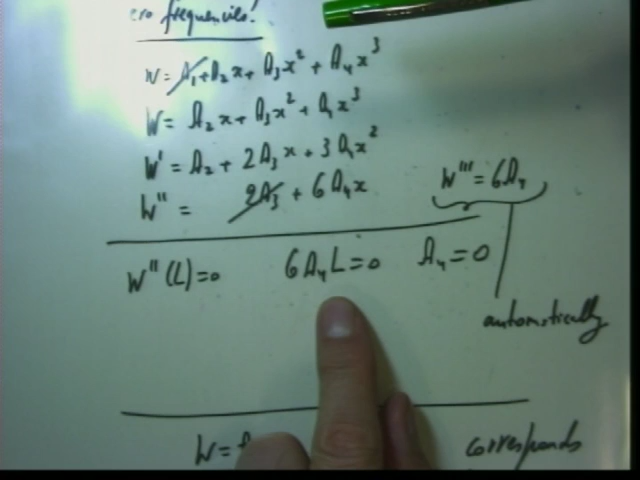 ero frequencies!
W = A₁ + A₂x + A₃x² + A₄x³
W = A₂x + A₃x² + A₄x³
W' = A₂ + 2A₃x + 3A₄x²
W'' = 2A₃ + 6A₄x W''' = 6A₄
W''(L)=0 6A₄L=0 A₄=0
automatically
W = corresponds